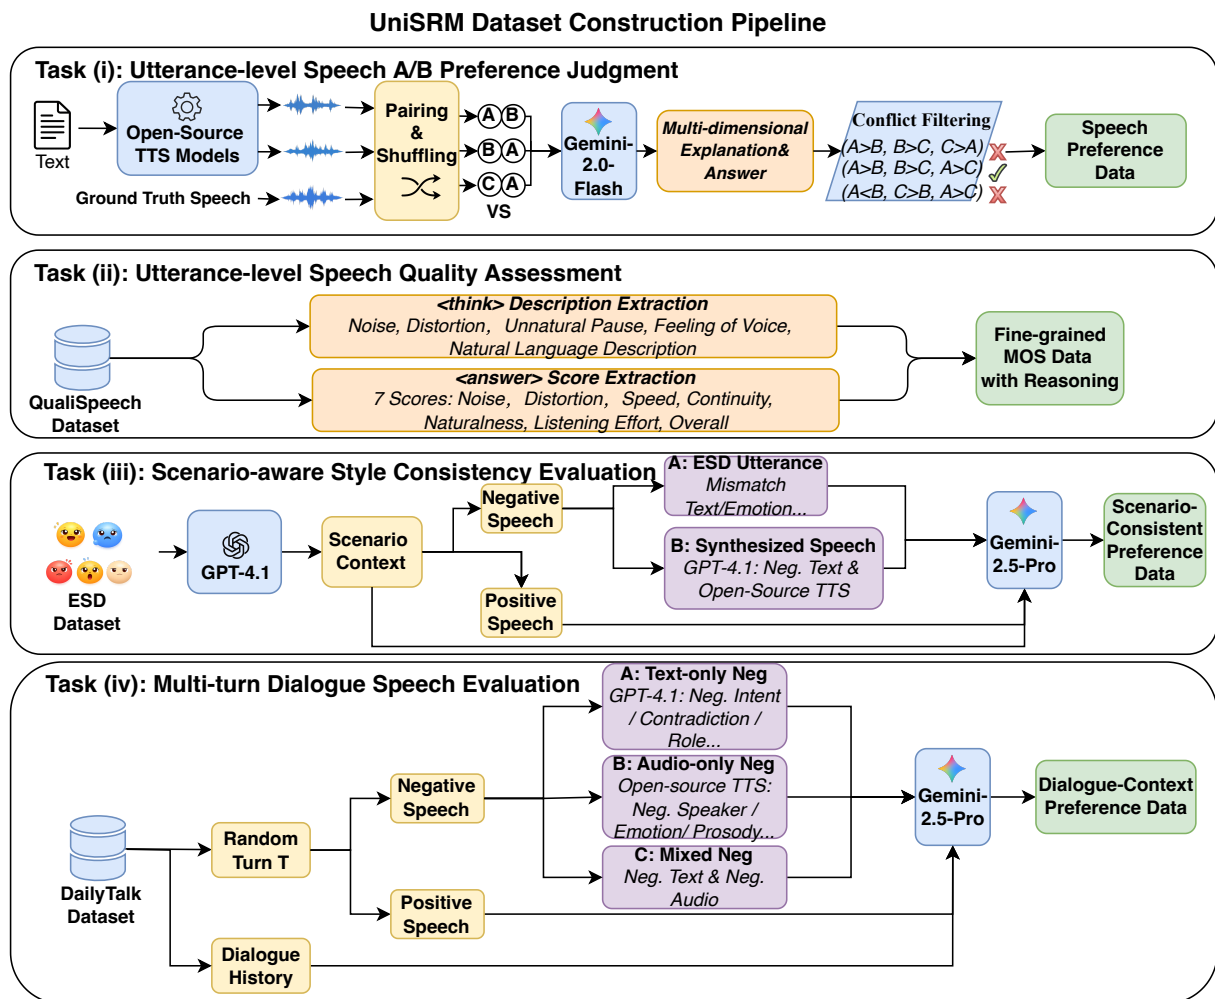 UniSRM Dataset Construction Pipeline
Task (i): Utterance-level Speech A/B Preference Judgment
Text
Open-Source
TTS Models
Ground Truth Speech
Pairing
&
Shuffling
A B
B A
C A
VS
Gemini-
2.0-
Flash
Multi-dimensional
Explanation&
Answer
Conflict Filtering
(A>B, B>C, C>A)
(A>B, B>C, A>C)
(A<B, C>B, A>C)
Speech
Preference
Data
Task (ii): Utterance-level Speech Quality Assessment
QualiSpeech
Dataset
<think> Description Extraction
Noise, Distortion， Unnatural Pause, Feeling of Voice,
Natural Language Description
<answer> Score Extraction
7 Scores: Noise， Distortion， Speed, Continuity,
Naturalness, Listening Effort, Overall
Fine-grained
MOS Data
with Reasoning
Task (iii): Scenario-aware Style Consistency Evaluation
ESD
Dataset
GPT-4.1
Scenario
Context
Negative
Speech
Positive
Speech
A: ESD Utterance
Mismatch
Text/Emotion...
B: Synthesized Speech
GPT-4.1: Neg. Text &
Open-Source TTS
Gemini-
2.5-Pro
Scenario-
Consistent
Preference
Data
Task (iv): Multi-turn Dialogue Speech Evaluation
DailyTalk
Dataset
Random
Turn T
Dialogue
History
Negative
Speech
Positive
Speech
A: Text-only Neg
GPT-4.1: Neg. Intent
/ Contradiction /
Role...
B: Audio-only Neg
Open-source TTS:
Neg. Speaker /
Emotion/ Prosody...
C: Mixed Neg
Neg. Text & Neg.
Audio
Gemini-
2.5-Pro
Dialogue-Context
Preference Data